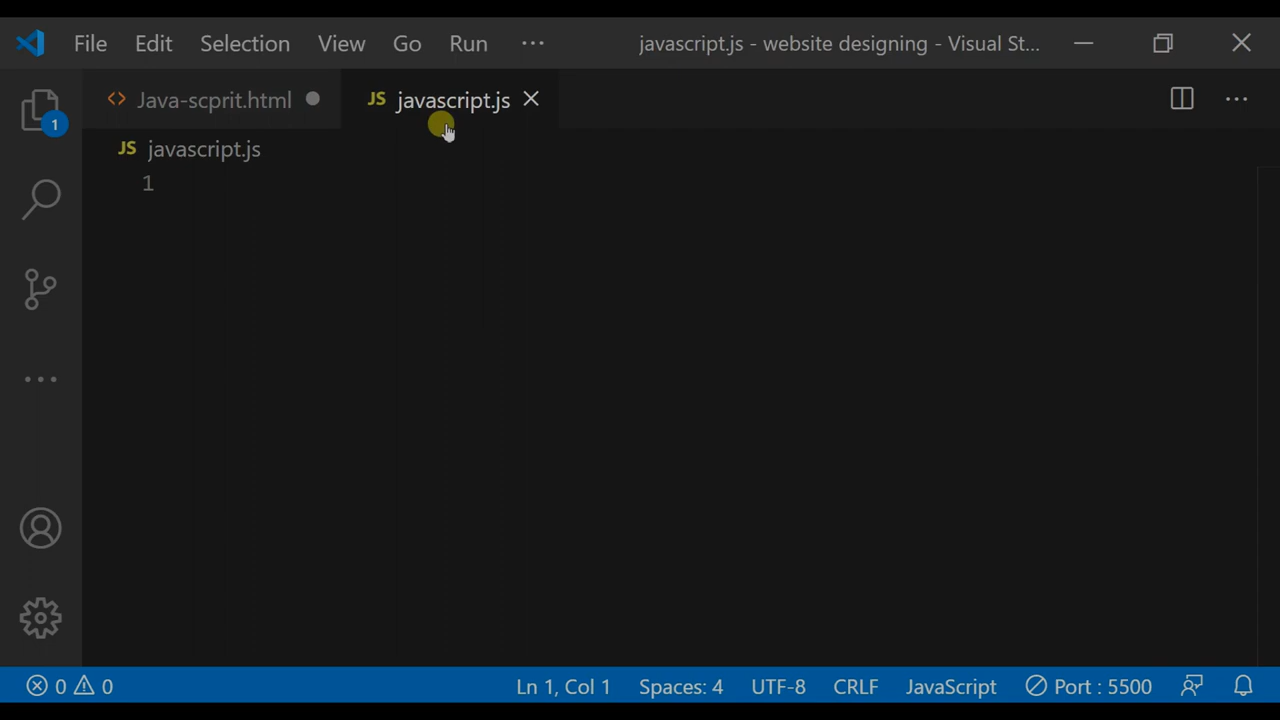 File Edit Selection View Go Run ··· javascript.js - website designing - Visual St...
<> Java-scprit.html ● JS javascript.js
JS javascript.js
1
1
0 0 Ln 1, Col 1 Spaces: 4 UTF-8 CRLF JavaScript Port : 5500